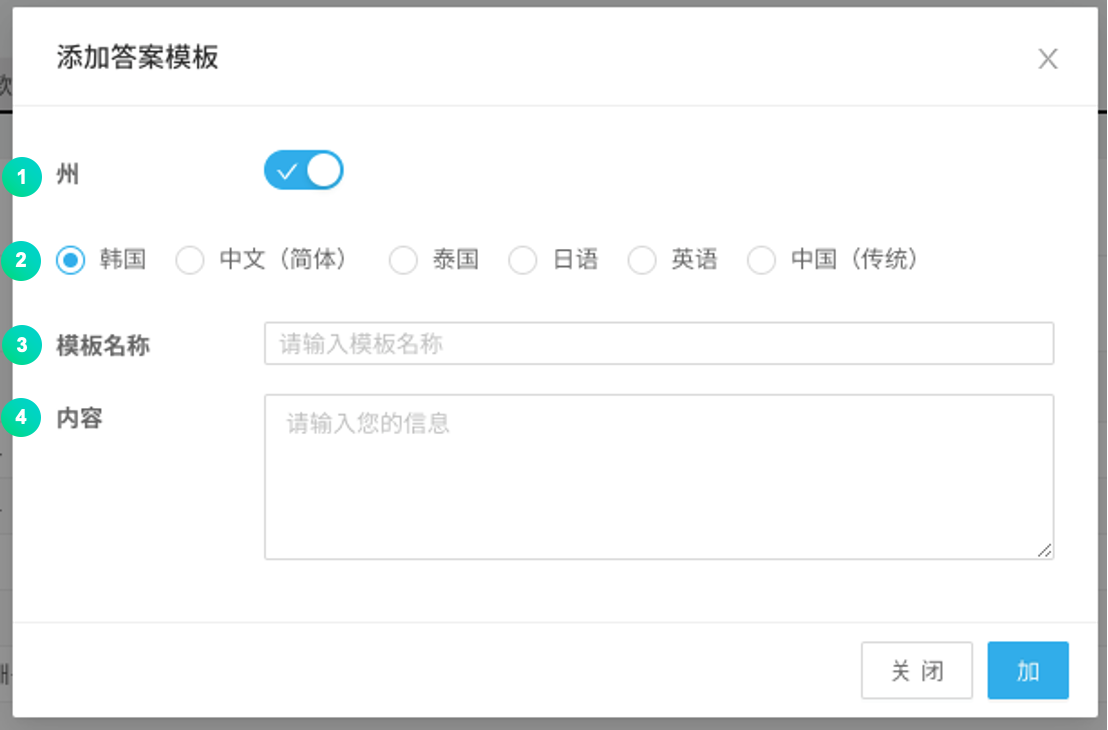 添加答案模板
1 州
2 韩国 中文（简体） 泰国 日语 英语 中国（传统）
3 模板名称 请输入模板名称
4 内容 请输入您的信息
关 闭 加